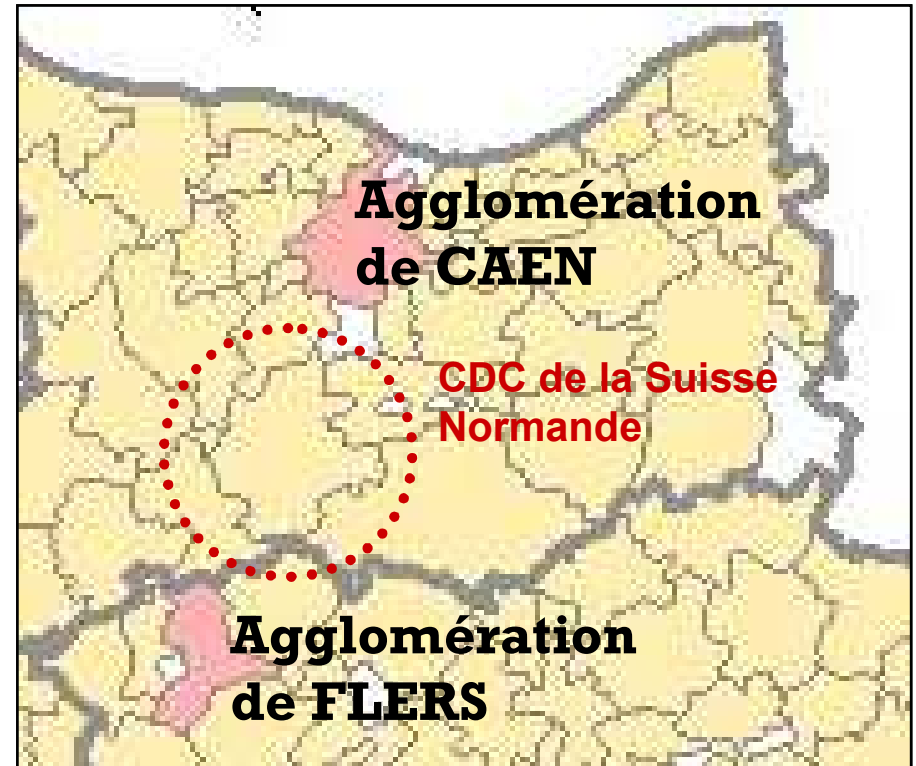 Agglomération
de CAEN
CDC de la Suisse
Normande
Agglomération
de FLERS